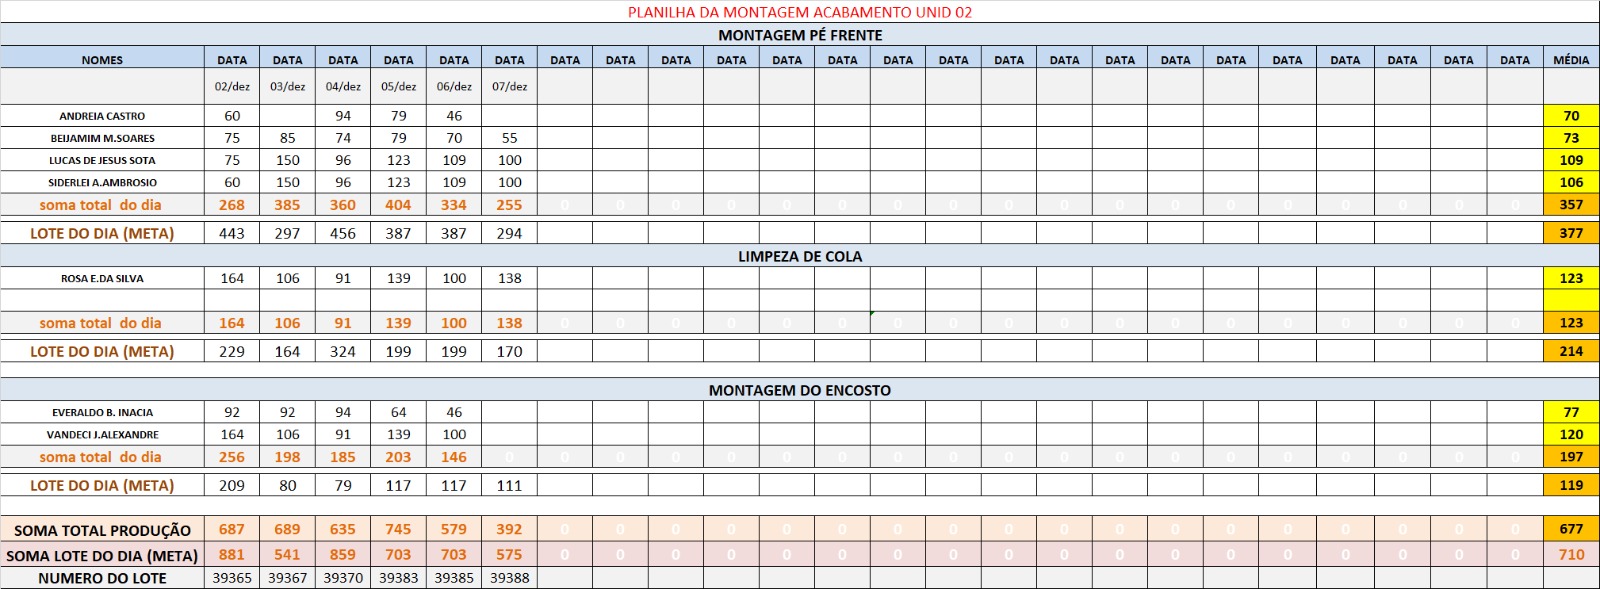 PLANILHA DA MONTAGEM ACABAMENTO UNID 02
MONTAGEM PÉ FRENTE
NOMES DATA DATA DATA DATA DATA DATA DATA DATA DATA DATA DATA DATA DATA DATA DATA DATA DATA DATA DATA DATA DATA DATA DATA DATA MÉDIA
02/dez 03/dez 04/dez 05/dez 06/dez 07/dez
ANDREIA CASTRO 60 94 79 46 70
BEIJAMIM M.SOARES 75 85 74 79 70 55 73
LUCAS DE JESUS SOTA 75 150 96 123 109 100 109
SIDERLEI A.AMBROSIO 60 150 96 123 109 100 106
soma total do dia 268 385 360 404 334 255 0 0 0 0 0 0 0 0 0 0 0 0 0 0 0 0 0 0 357
LOTE DO DIA (META) 443 297 456 387 387 294 377
LIMPEZA DE COLA
ROSA E.DA SILVA 164 106 91 139 100 138 123
soma total do dia 164 106 91 139 100 138 0 0 0 0 0 0 0 0 0 0 0 0 0 0 0 0 0 0 123
LOTE DO DIA (META) 229 164 324 199 199 170 214
MONTAGEM DO ENCOSTO
EVERALDO B. INACIA 92 92 94 64 46 77
VANDECI J.ALEXANDRE 164 106 91 139 100 120
soma total do dia 256 198 185 203 146 0 0 0 0 0 0 0 0 0 0 0 0 0 0 0 0 0 0 0 197
LOTE DO DIA (META) 209 80 79 117 117 111 119
SOMA TOTAL PRODUÇÃO 687 689 635 745 579 392 0 0 0 0 0 0 0 0 0 0 0 0 0 0 0 0 0 0 677
SOMA LOTE DO DIA (META) 881 541 859 703 703 575 0 0 0 0 0 0 0 0 0 0 0 0 0 0 0 0 0 0 710
NUMERO DO LOTE 39365 39367 39370 39383 39385 39388